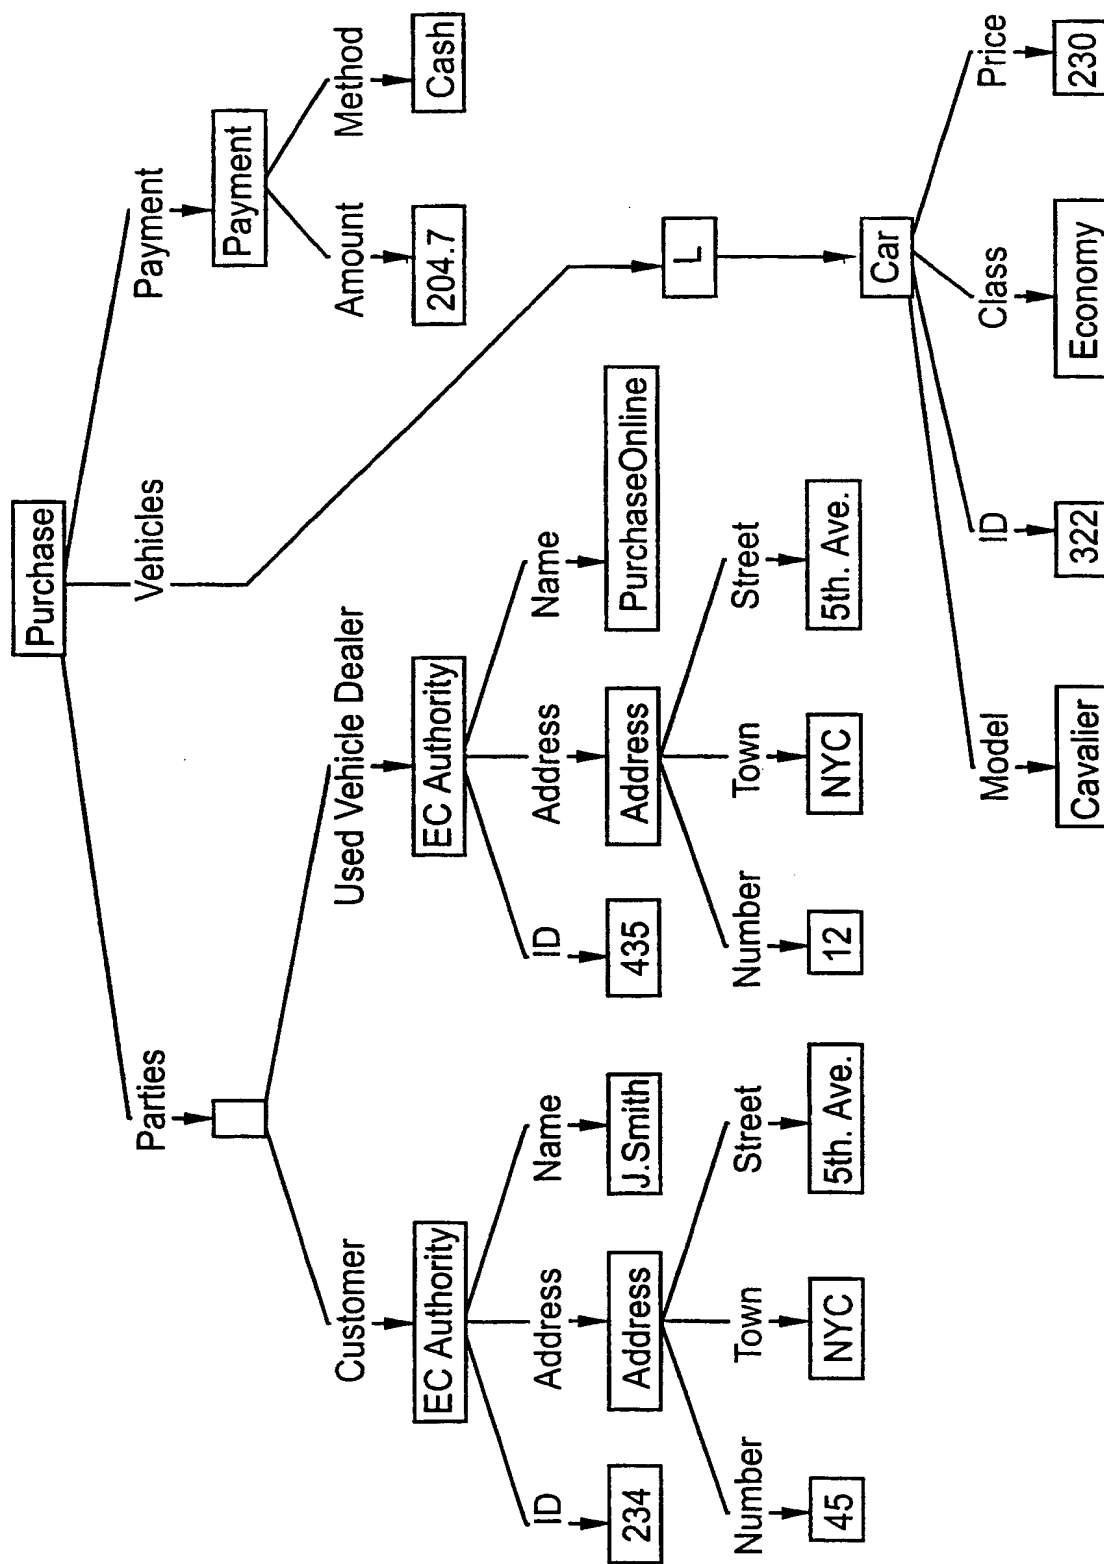 Purchase
Parties
Vehicles
Payment
Payment
Customer
Used Vehicle Dealer
Amount
Method
EC Authority
EC Authority
204.7
Cash
ID
Address
Name
ID
Address
Name
234
Address
J.Smith
435
Address
PurchaseOnline
L
Number
Town
Street
Number
Town
Street
45
NYC
5th. Ave.
12
NYC
5th. Ave.
Car
Model
ID
Class
Price
Cavalier
322
Economy
230